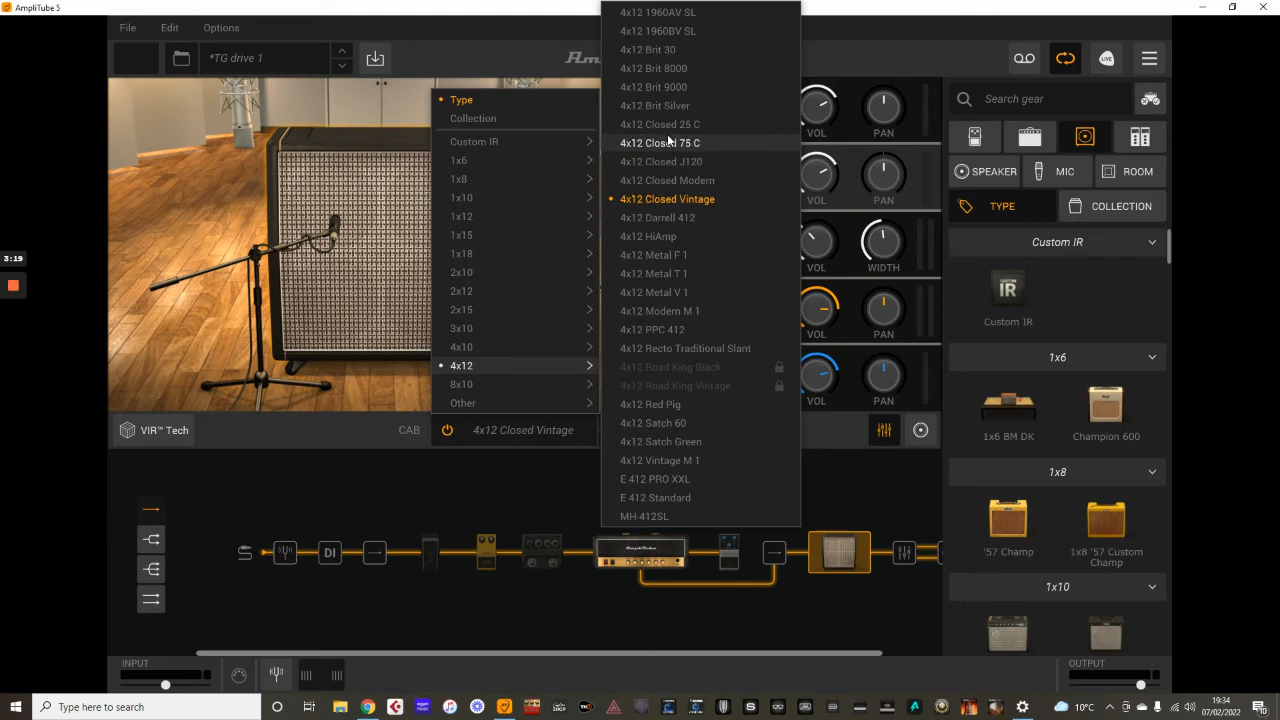 AmpliTube 5
File Edit Options
*TG drive 1
Type
Collection
Custom IR
1x6
1x8
1x10
1x12
1x15
1x18
2x10
2x12
2x15
3x10
4x10
4x12
8x10
Other
4x12 1960AV SL
4x12 1960BV SL
4x12 Brit 30
4x12 Brit 8000
4x12 Brit 9000
4x12 Brit Silver
4x12 Closed 25 C
4x12 Closed 75 C
4x12 Closed J120
4x12 Closed Modern
4x12 Closed Vintage
4x12 Darrell 412
4x12 HiAmp
4x12 Metal F 1
4x12 Metal T 1
4x12 Metal V 1
4x12 Modern M 1
4x12 PPC 412
4x12 Recto Traditional Slant
4x12 Road King Black
4x12 Road King Vintage
4x12 Red Pig
4x12 Satch 60
4x12 Satch Green
4x12 Vintage M 1
E 412 PRO XXL
E 412 Standard
MH-412SL
VOL PAN
VOL PAN
VOL WIDTH
VOL PAN
VOL PAN
Search gear
SPEAKER MIC ROOM
TYPE COLLECTION
Custom IR
IR
Custom IR
1x6
1x6 BM DK Champion 600
1x8
'57 Champ 1x8 '57 Custom
Champ
1x10
3:19
VIR™ Tech CAB 4x12 Closed Vintage
DI
AmpliTube
INPUT OUTPUT
LIVE
Type here to search
10°C
19:34
07/02/2022